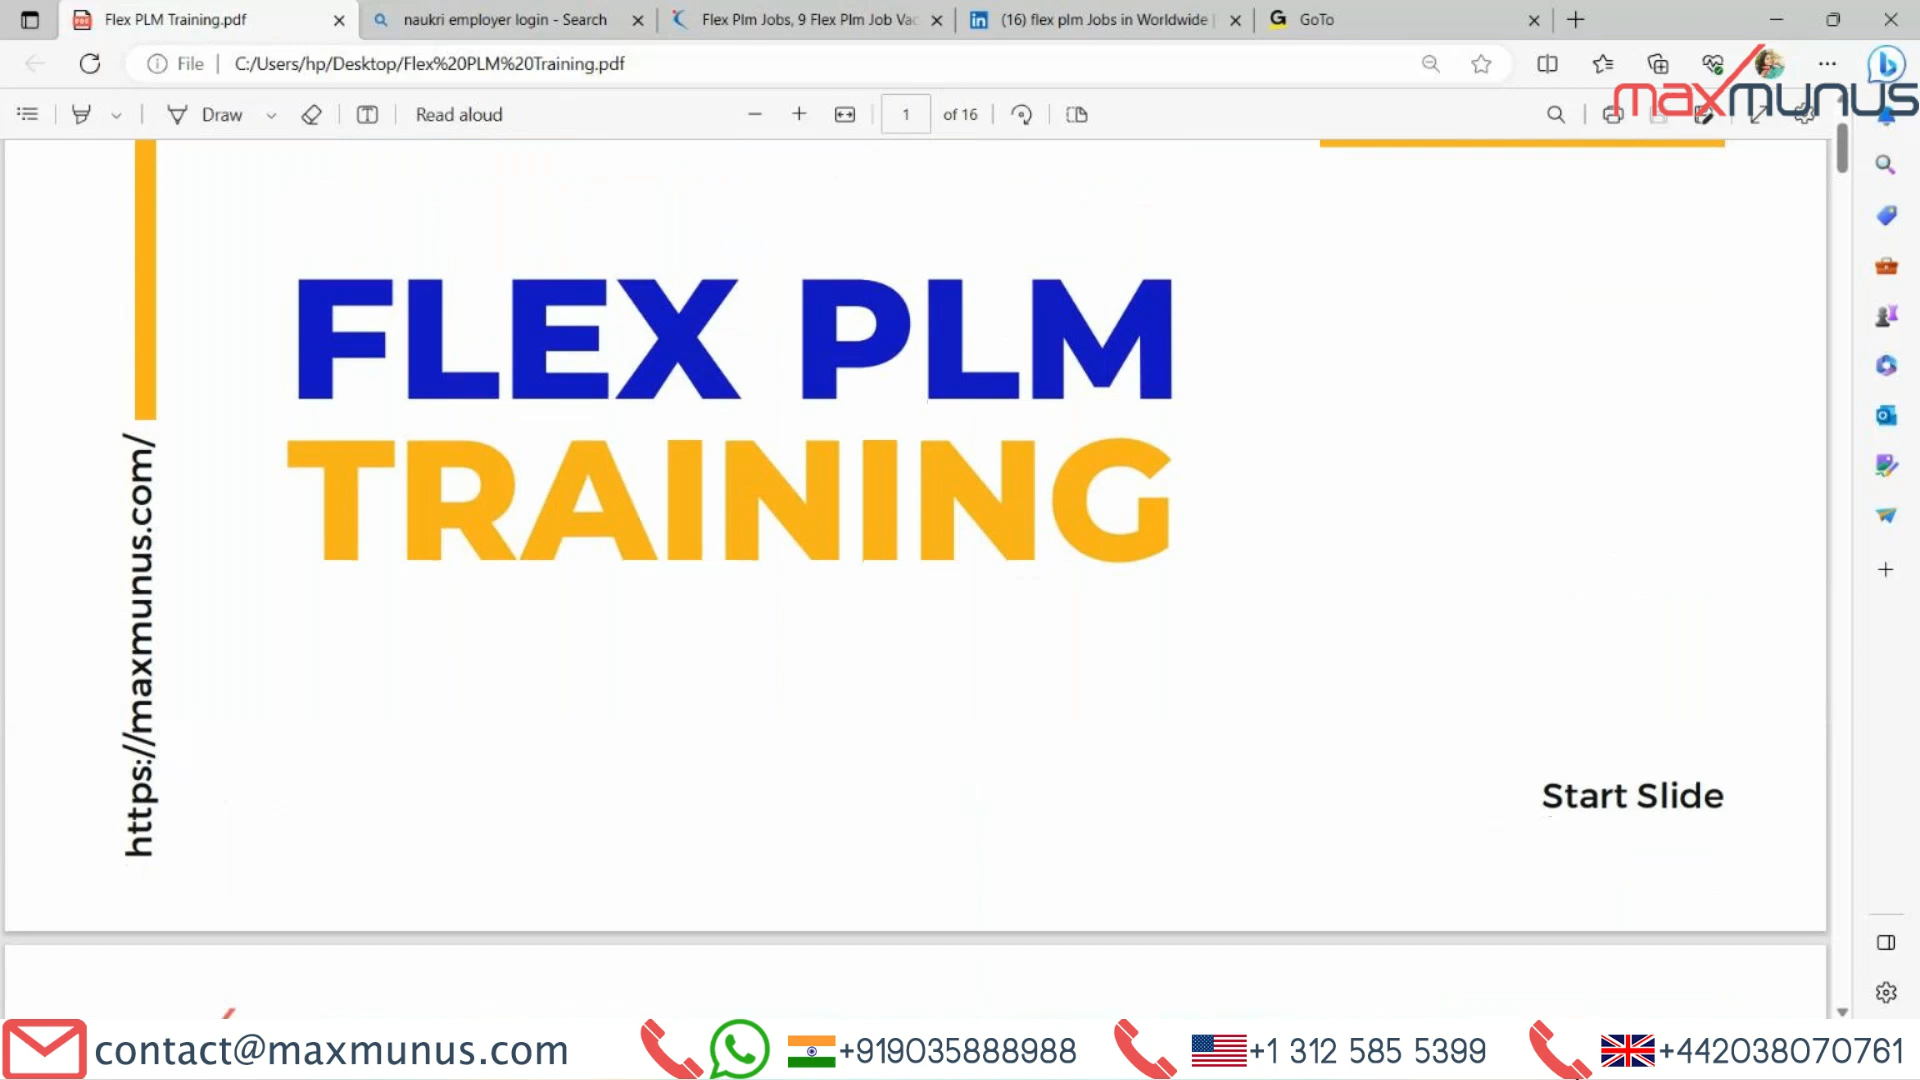 Flex PLM Training.pdf
naukri employer login - Search
Flex Plm Jobs, 9 Flex Plm Job Vac
(16) flex plm Jobs in Worldwide |
GoTo
File
C:/Users/hp/Desktop/Flex%20PLM%20Training.pdf
maxmunus
Draw
Read aloud
1
of 16
FLEX PLM
TRAINING
https://maxmunus.com/
Start Slide
contact@maxmunus.com
+919035888988
+1 312 585 5399
+442038070761